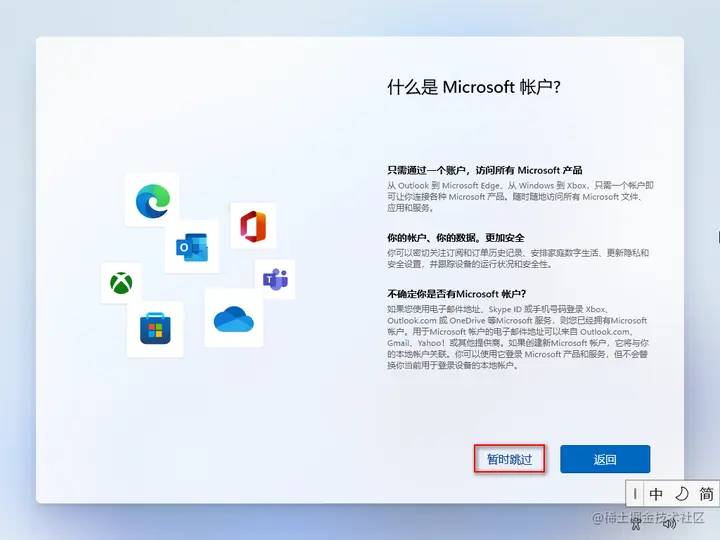 什么是 Microsoft 帐户?
只需通过一个账户，访问所有 Microsoft 产品
从 Outlook 到 Microsoft Edge、从 Windows 到 Xbox，只需一个帐户即
可让你连接各种 Microsoft 产品。随时随地访问所有 Microsoft 文件、
应用和服务。
你的帐户、你的数据。更加安全
你可以密切关注订阅和订单历史记录、安排家庭数字生活、更新隐私和
安全设置，并跟踪设备的运行状况和安全性。
不确定你是否有Microsoft 帐户?
如果您使用电子邮件地址、Skype ID 或手机号码登录 Xbox、
Outlook.com 或 OneDrive 等Microsoft 服务，则您已经拥有Microsoft
帐户。用于Microsoft 帐户的电子邮件地址可以来自 Outlook.com、
Gmail、Yahoo! 或其他提供商。如果创建新Microsoft 帐户，它将与你
的本地帐户关联。你可以使用它登录 Microsoft 产品和服务，但不会替
换你当前用于登录设备的本地帐户。
暂时跳过
返回
中 简
@稀土掘金技术社区